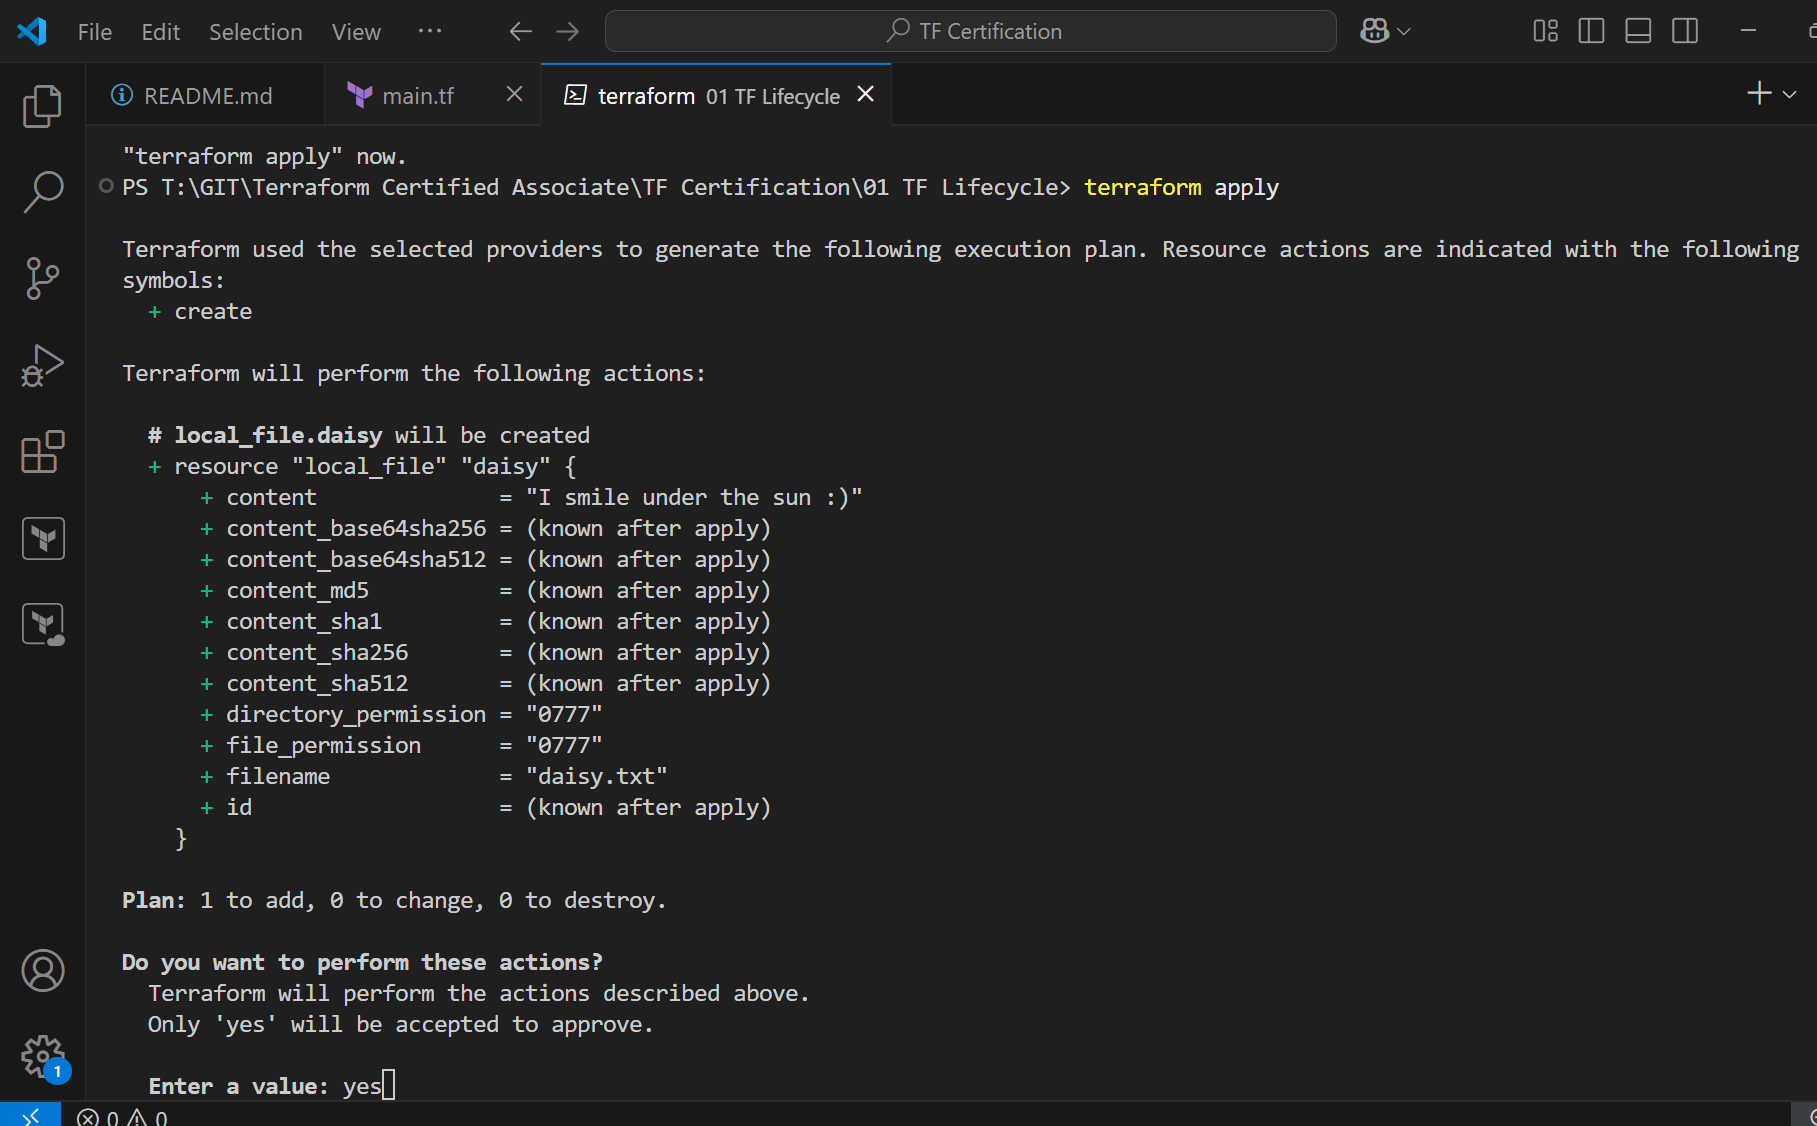 File Edit Selection View ··· TF Certification
README.md main.tf terraform 01 TF Lifecycle
"terraform apply" now.
PS T:\GIT\Terraform Certified Associate\TF Certification\01 TF Lifecycle> terraform apply
Terraform used the selected providers to generate the following execution plan. Resource actions are indicated with the following
symbols:
+ create
Terraform will perform the following actions:
# local_file.daisy will be created
+ resource "local_file" "daisy" {
+ content = "I smile under the sun :)"
+ content_base64sha256 = (known after apply)
+ content_base64sha512 = (known after apply)
+ content_md5 = (known after apply)
+ content_sha1 = (known after apply)
+ content_sha256 = (known after apply)
+ content_sha512 = (known after apply)
+ directory_permission = "0777"
+ file_permission = "0777"
+ filename = "daisy.txt"
+ id = (known after apply)
}
Plan: 1 to add, 0 to change, 0 to destroy.
Do you want to perform these actions?
Terraform will perform the actions described above.
Only 'yes' will be accepted to approve.
Enter a value: yes
1
0 0